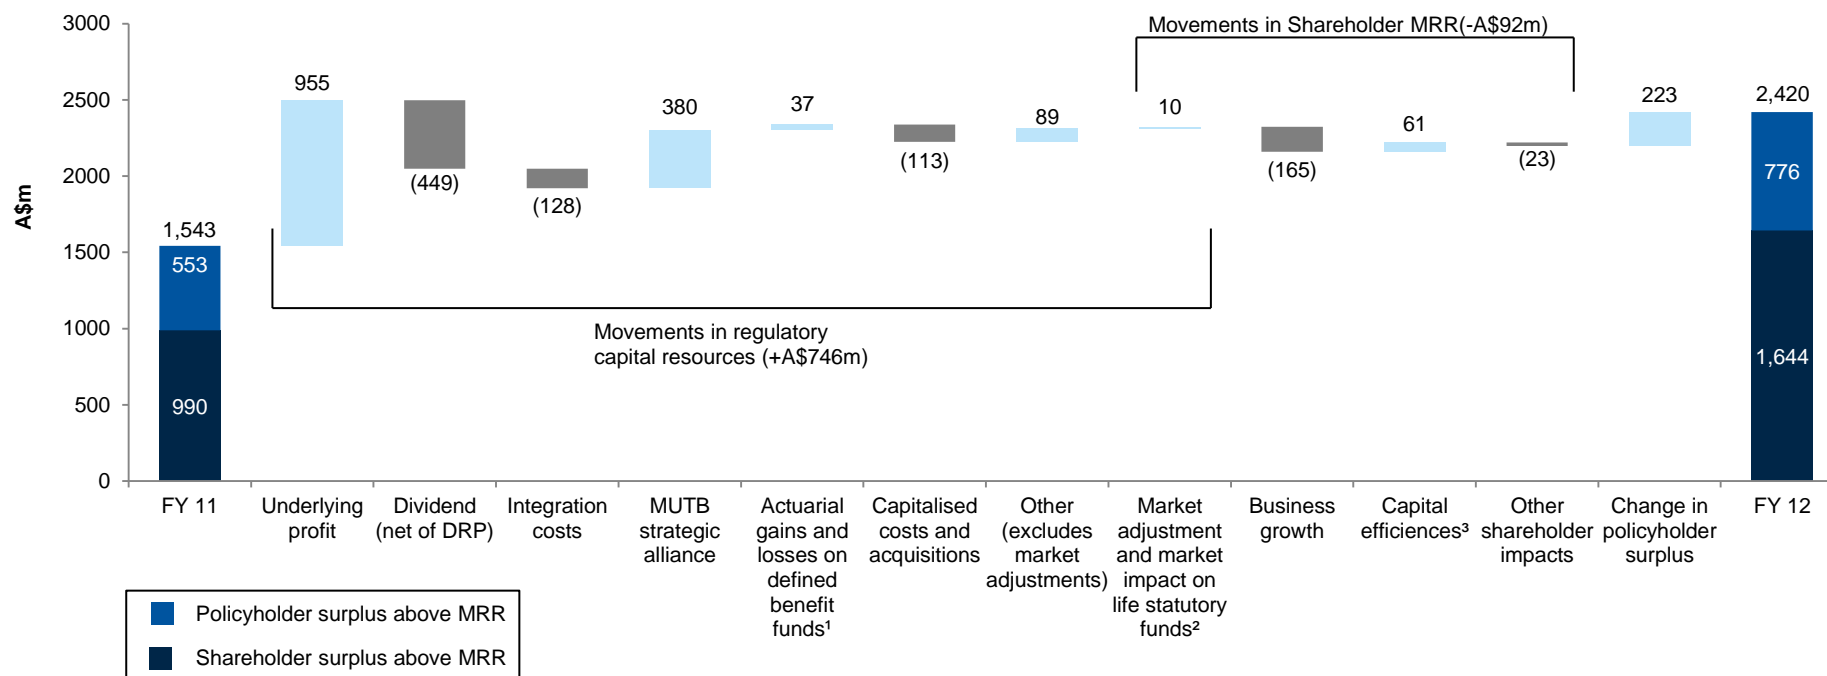 3000
2500
2000
1500
1000
500
0
A$m
Movements in Shareholder MRR(-A$92m)
955
(449)
(128)
380
37
(113)
89
10
(165)
61
(23)
223
2,420
776
1,644
1,543
553
990
Movements in regulatory
capital resources (+A$746m)
FY 11
Underlying
profit
Dividend
(net of DRP)
Integration
costs
MUTB
strategic
alliance
Actuarial
gains and
losses on
defined
benefit
funds¹
Capitalised
costs and
acquisitions
Other
(excludes
market
adjustments)
Market
adjustment
and market
impact on
life statutory
funds²
Business
growth
Capital
efficiences³
Other
shareholder
impacts
Change in
policyholder
surplus
FY 12
Policyholder surplus above MRR
Shareholder surplus above MRR